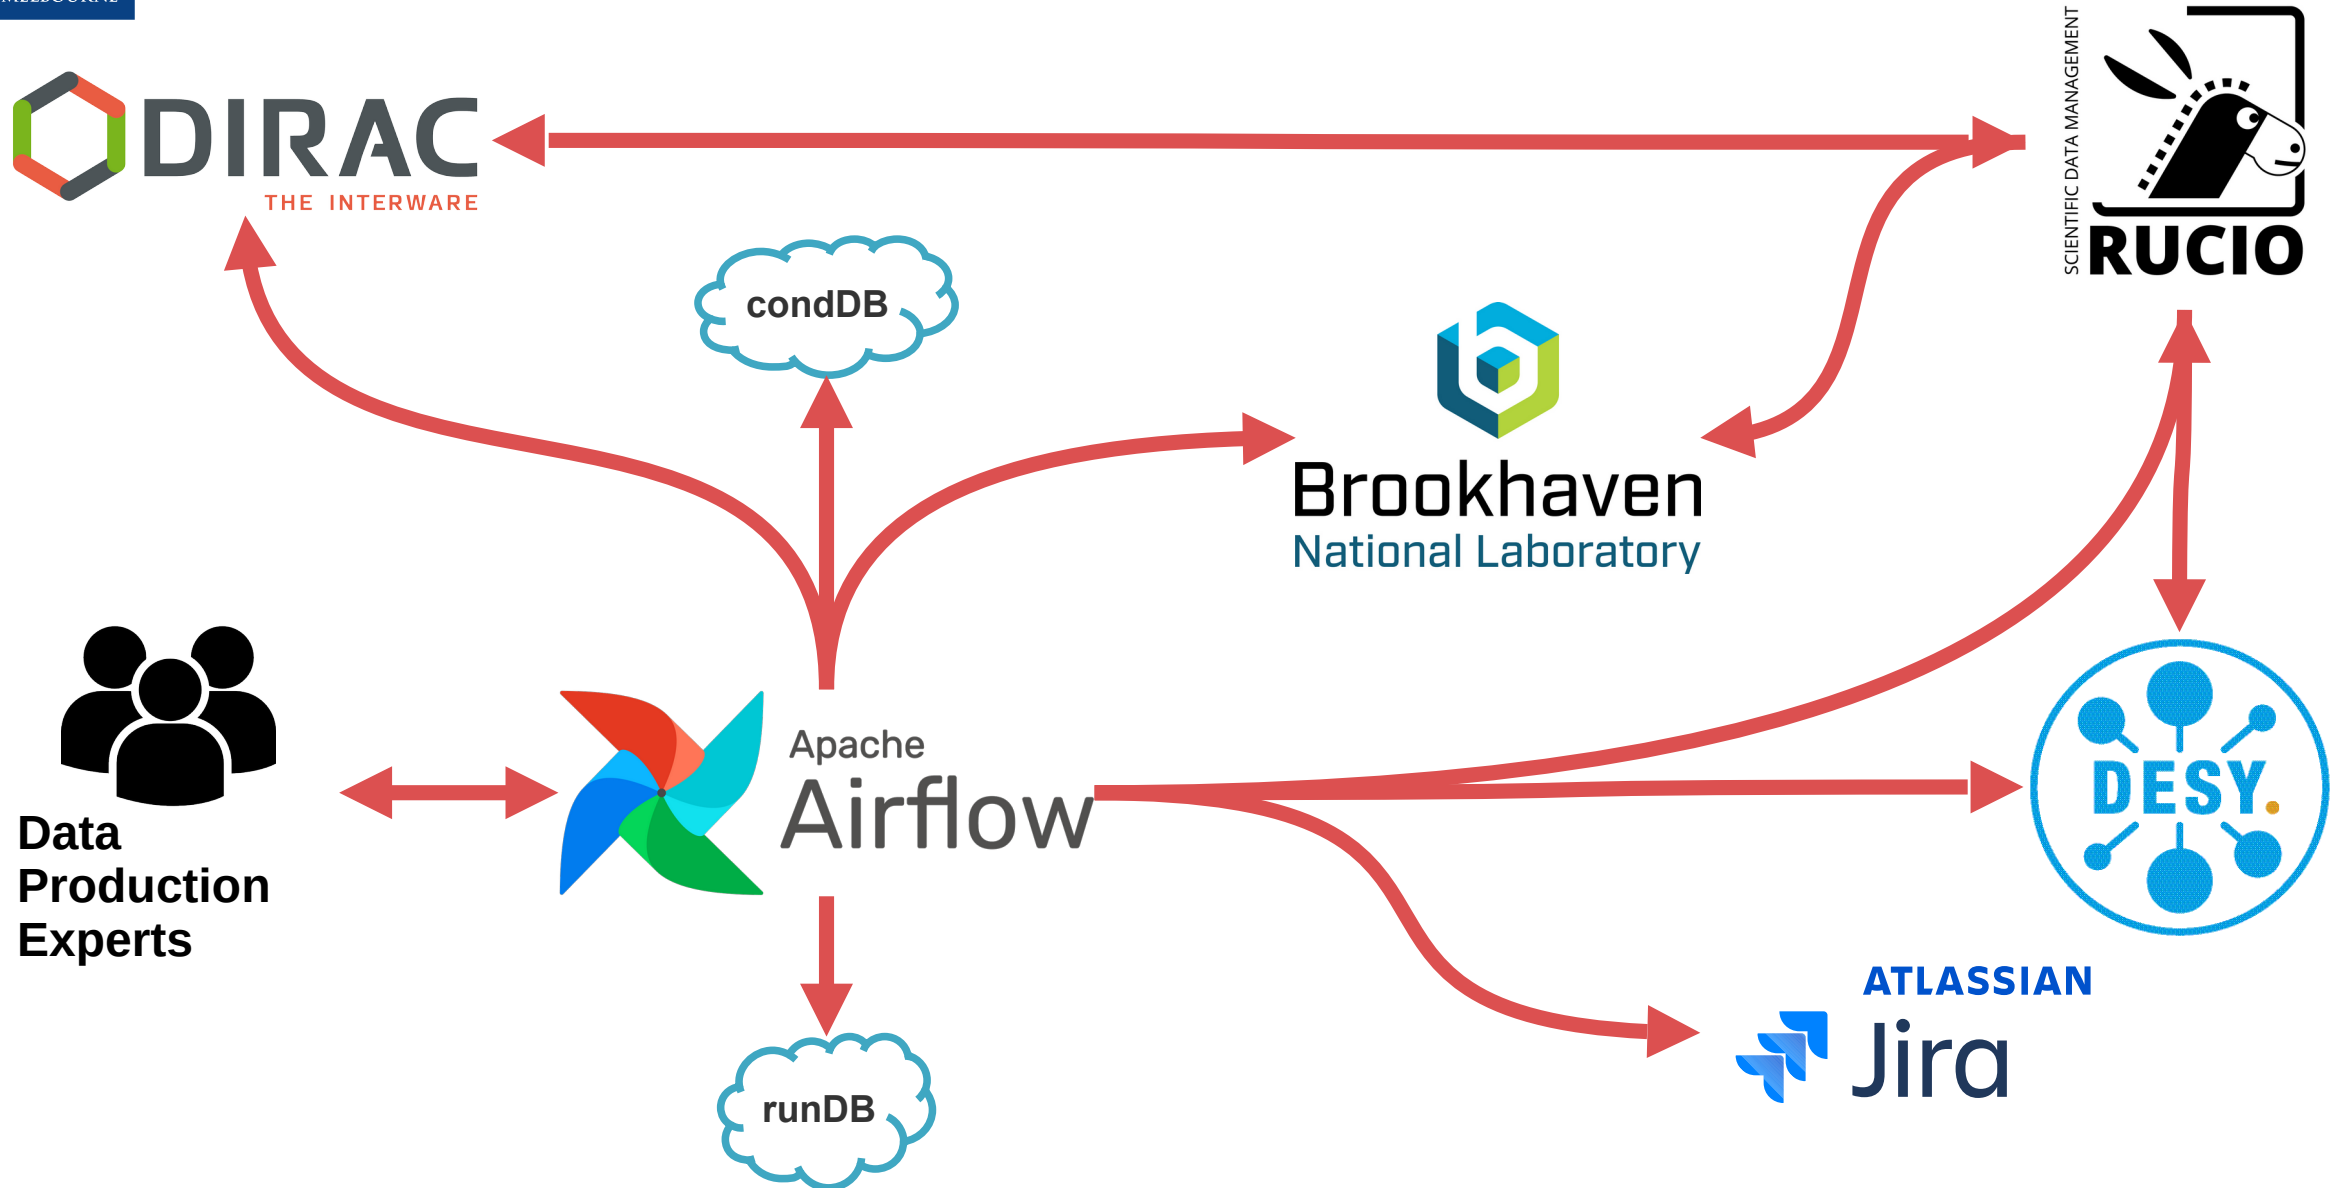 DIRAC
THE INTERWARE
SCIENTIFIC DATA MANAGEMENT
RUCIO
condDB
Brookhaven
National Laboratory
Data
Production
Experts
Apache
Airflow
DESY.
ATLASSIAN
Jira
runDB